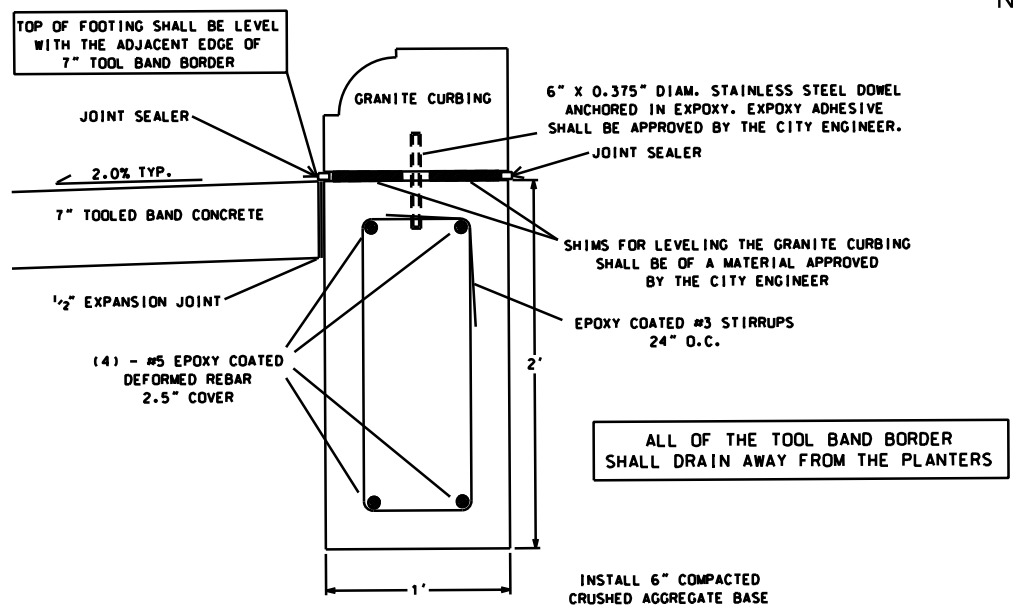 N
TOP OF FOOTING SHALL BE LEVEL
WITH THE ADJACENT EDGE OF
7" TOOL BAND BORDER
GRANITE CURBING
6" X 0.375" DIAM. STAINLESS STEEL DOWEL
ANCHORED IN EXPOXY. EXPOXY ADHESIVE
SHALL BE APPROVED BY THE CITY ENGINEER.
JOINT SEALER
JOINT SEALER
2.0% TYP.
7" TOOLED BAND CONCRETE
SHIMS FOR LEVELING THE GRANITE CURBING
SHALL BE OF A MATERIAL APPROVED
BY THE CITY ENGINEER
1/2" EXPANSION JOINT
EPOXY COATED #3 STIRRUPS
24" O.C.
(4) - #5 EPOXY COATED
DEFORMED REBAR
2.5" COVER
2'
ALL OF THE TOOL BAND BORDER
SHALL DRAIN AWAY FROM THE PLANTERS
1'
INSTALL 6" COMPACTED
CRUSHED AGGREGATE BASE